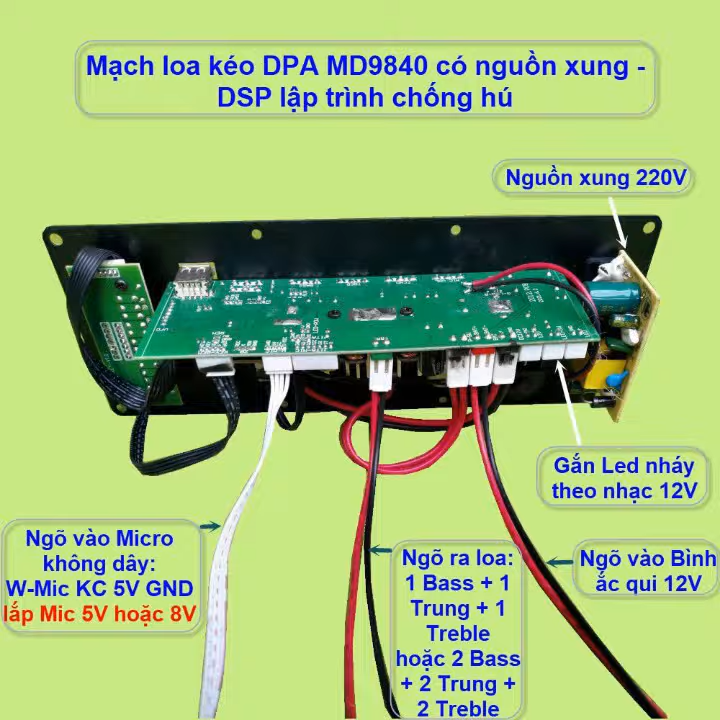 Mạch loa kéo DPA MD9840 có nguồn xung -
DSP lập trình chống hú
Nguồn xung 220V
Gắn Led nháy
theo nhạc 12V
Ngõ vào Micro
không dây:
W-Mic KC 5V GND
lắp Mic 5V hoặc 8V
Ngõ ra loa:
1 Bass + 1
Trung + 1
Treble
hoặc 2 Bass
+ 2 Trung +
2 Treble
Ngõ vào Bình
ắc qui 12V